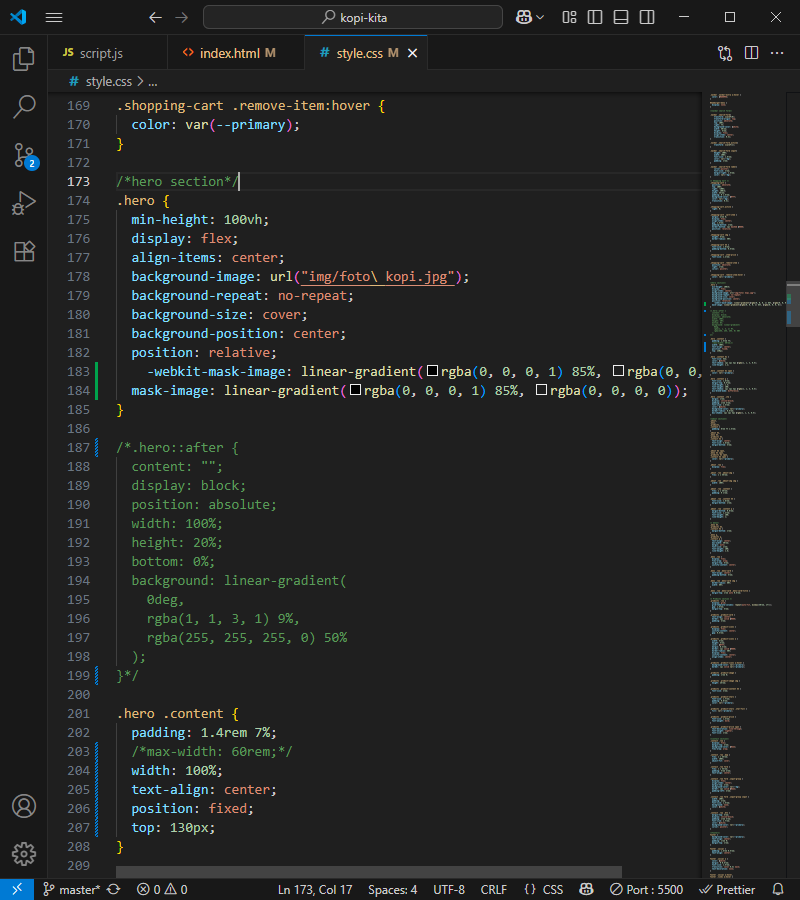 kopi-kita
JS script.js
<> index.html M
# style.css M
# style.css > ...
169 .shopping-cart .remove-item:hover {
170 color: var(--primary);
171 }
172
173 /*hero section*/
174 .hero {
175 min-height: 100vh;
176 display: flex;
177 align-items: center;
178 background-image: url("img/foto\ kopi.jpg");
179 background-repeat: no-repeat;
180 background-size: cover;
181 background-position: center;
182 position: relative;
183 -webkit-mask-image: linear-gradient(rgba(0, 0, 0, 1) 85%, rgba(0, 0,
184 mask-image: linear-gradient(rgba(0, 0, 0, 1) 85%, rgba(0, 0, 0, 0));
185 }
186
187 /*.hero::after {
188 content: "";
189 display: block;
190 position: absolute;
191 width: 100%;
192 height: 20%;
193 bottom: 0%;
194 background: linear-gradient(
195 0deg,
196 rgba(1, 1, 3, 1) 9%,
197 rgba(255, 255, 255, 0) 50%
198 );
199 }*/
200
201 .hero .content {
202 padding: 1.4rem 7%;
203 /*max-width: 60rem;*/
204 width: 100%;
205 text-align: center;
206 position: fixed;
207 top: 130px;
208 }
209
2
master* 0 0 Ln 173, Col 17 Spaces: 4 UTF-8 CRLF {} CSS Port : 5500 Prettier